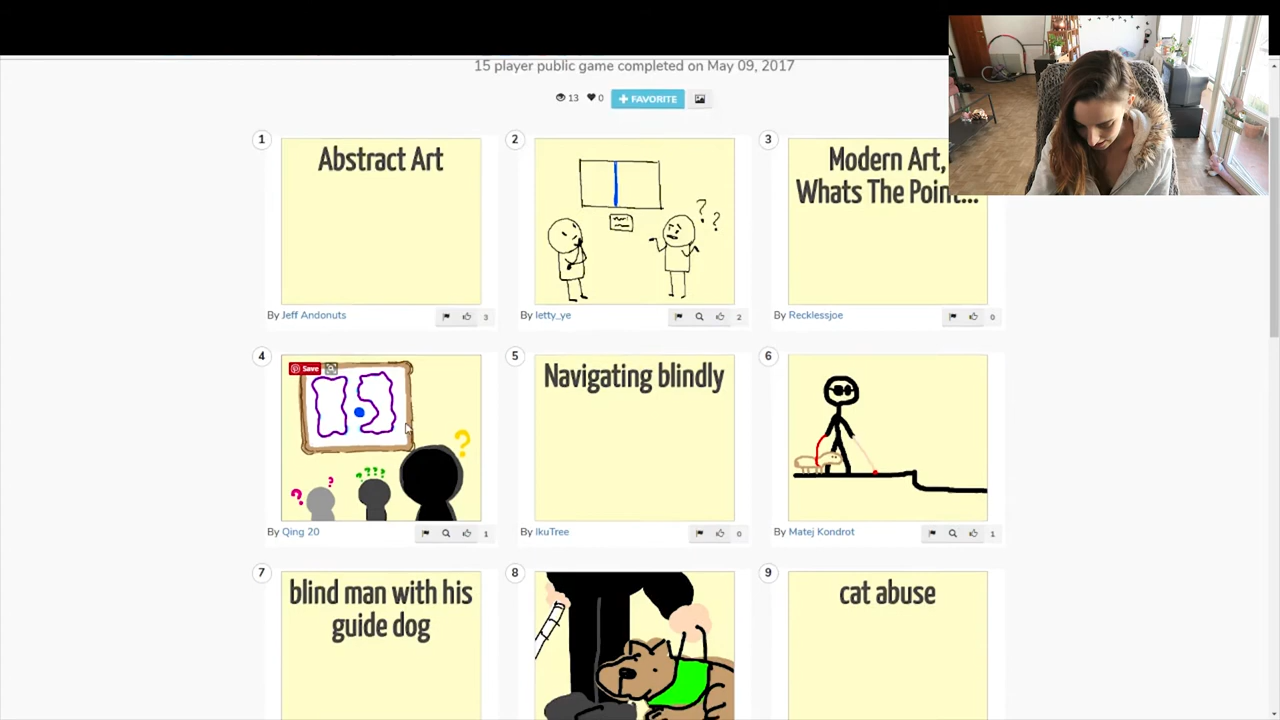 15 player public game completed on May 09, 2017
13 0 + FAVORITE
1 2 3
Abstract Art
Modern Art,
Whats The Point...
? ?
By Jeff Andonuts 3 By letty_ye 2 By Recklessjoe 0
4 5 6
Save
Navigating blindly
?
? ? ???
By Qing 20 1 By IkuTree 0 By Matej Kondrot 1
7 8 9
blind man with his
guide dog
cat abuse